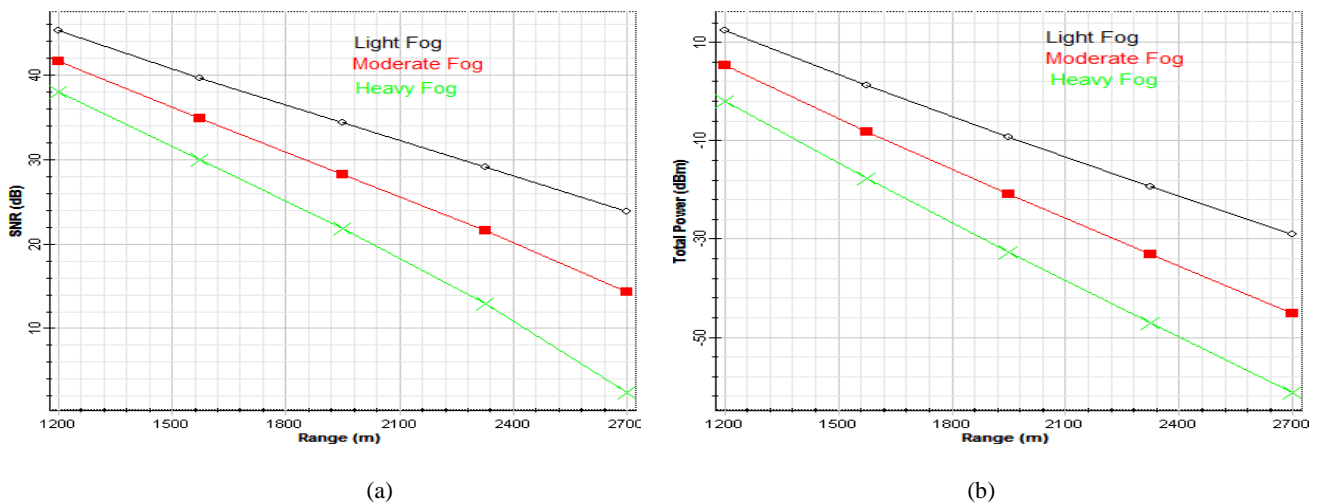 Light Fog
Moderate Fog
Heavy Fog
SNR (dB)
40
30
20
10
1200 1500 1800 2100 2400 2700
Range (m)
(a)
Light Fog
Moderate Fog
Heavy Fog
Total Power (dBm)
10
-10
-30
-50
1200 1500 1800 2100 2400 2700
Range (m)
(b)